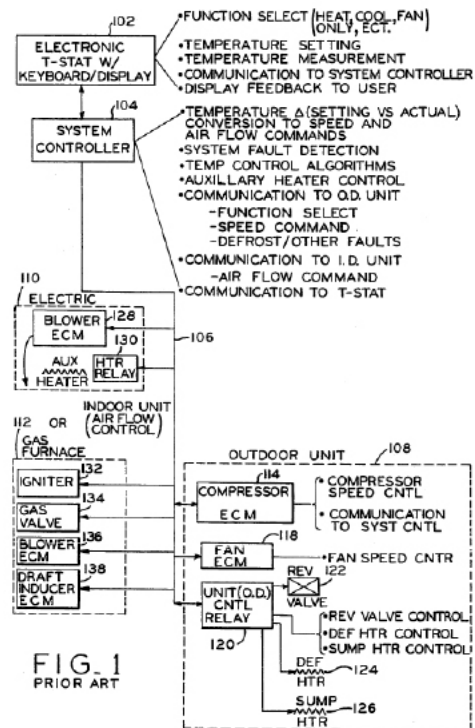 102
ELECTRONIC
T-STAT W/
KEYBOARD/DISPLAY
•FUNCTION SELECT (HEAT, COOL, FAN)
ONLY, ECT.
•TEMPERATURE SETTING
•TEMPERATURE MEASUREMENT
•COMMUNICATION TO SYSTEM CONTROLLER
•DISPLAY FEEDBACK TO USER
104
SYSTEM
CONTROLLER
•TEMPERATURE Δ (SETTING VS ACTUAL)
CONVERSION TO SPEED AND
AIR FLOW COMMANDS
•SYSTEM FAULT DETECTION
•TEMP CONTROL ALGORITHMS
•AUXILLARY HEATER CONTROL
•COMMUNICATION TO O.D. UNIT
-FUNCTION SELECT
-SPEED COMMAND
-DEFROST/OTHER FAULTS
•COMMUNICATION TO I.D. UNIT
-AIR FLOW COMMAND
•COMMUNICATION TO T-STAT
110
ELECTRIC
128
BLOWER
ECM
130
AUX
HEATER
HTR
RELAY
106
112 OR
GAS
FURNACE
INDOOR UNIT
(AIR FLOW
CONTROL)
132
IGNITER
134
GAS
VALVE
136
BLOWER
ECM
138
DRAFT
INDUCER
ECM
OUTDOOR UNIT
108
114
COMPRESSOR
ECM
•COMPRESSOR
SPEED CNTL
•COMMUNICATION
TO SYST CNTL
118
FAN
ECM
•FAN SPEED CNTR
REV
VALVE
122
UNIT (O.D.)
CNTL
RELAY
120
•REV VALVE CONTROL
•DEF HTR CONTROL
•SUMP HTR CONTROL
DEF
HTR
124
SUMP
HTR
126
FIG_1
PRIOR ART